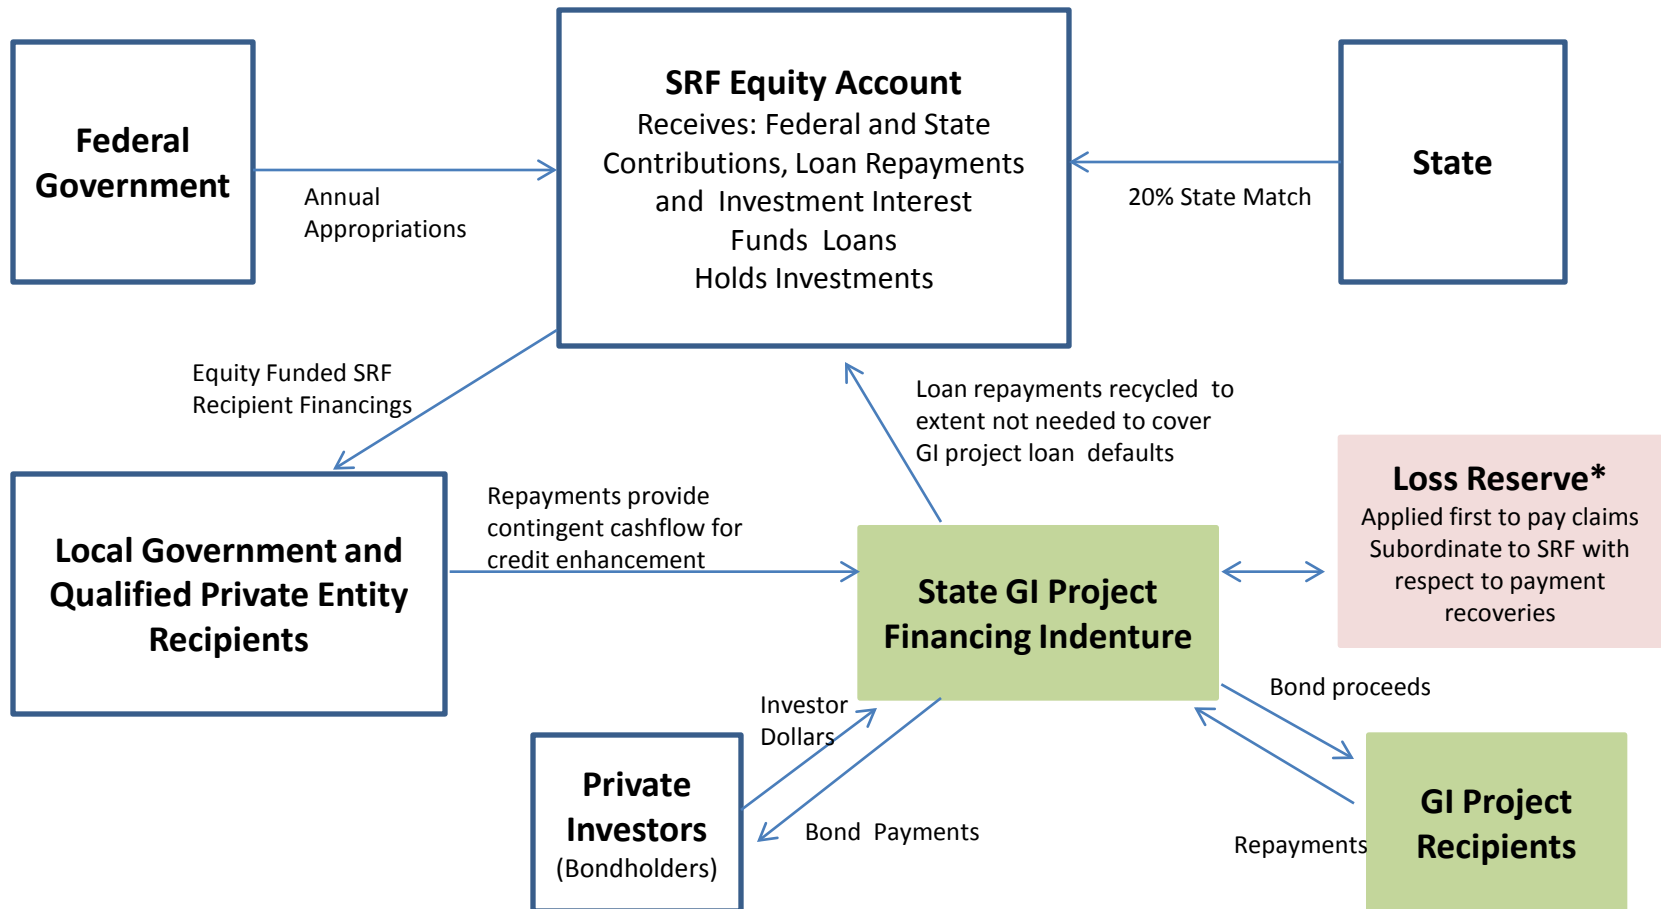 Federal
Government
Annual
Appropriations
SRF Equity Account
Receives: Federal and State
Contributions, Loan Repayments
and Investment Interest
Funds Loans
Holds Investments
20% State Match
State
Equity Funded SRF
Recipient Financings
Loan repayments recycled to
extent not needed to cover
GI project loan defaults
Local Government and
Qualified Private Entity
Recipients
Repayments provide
contingent cashflow for
credit enhancement
State GI Project
Financing Indenture
Loss Reserve*
Applied first to pay claims
Subordinate to SRF with
respect to payment
recoveries
Investor
Dollars
Bond proceeds
Private
Investors
(Bondholders)
Bond Payments
Repayments
GI Project
Recipients